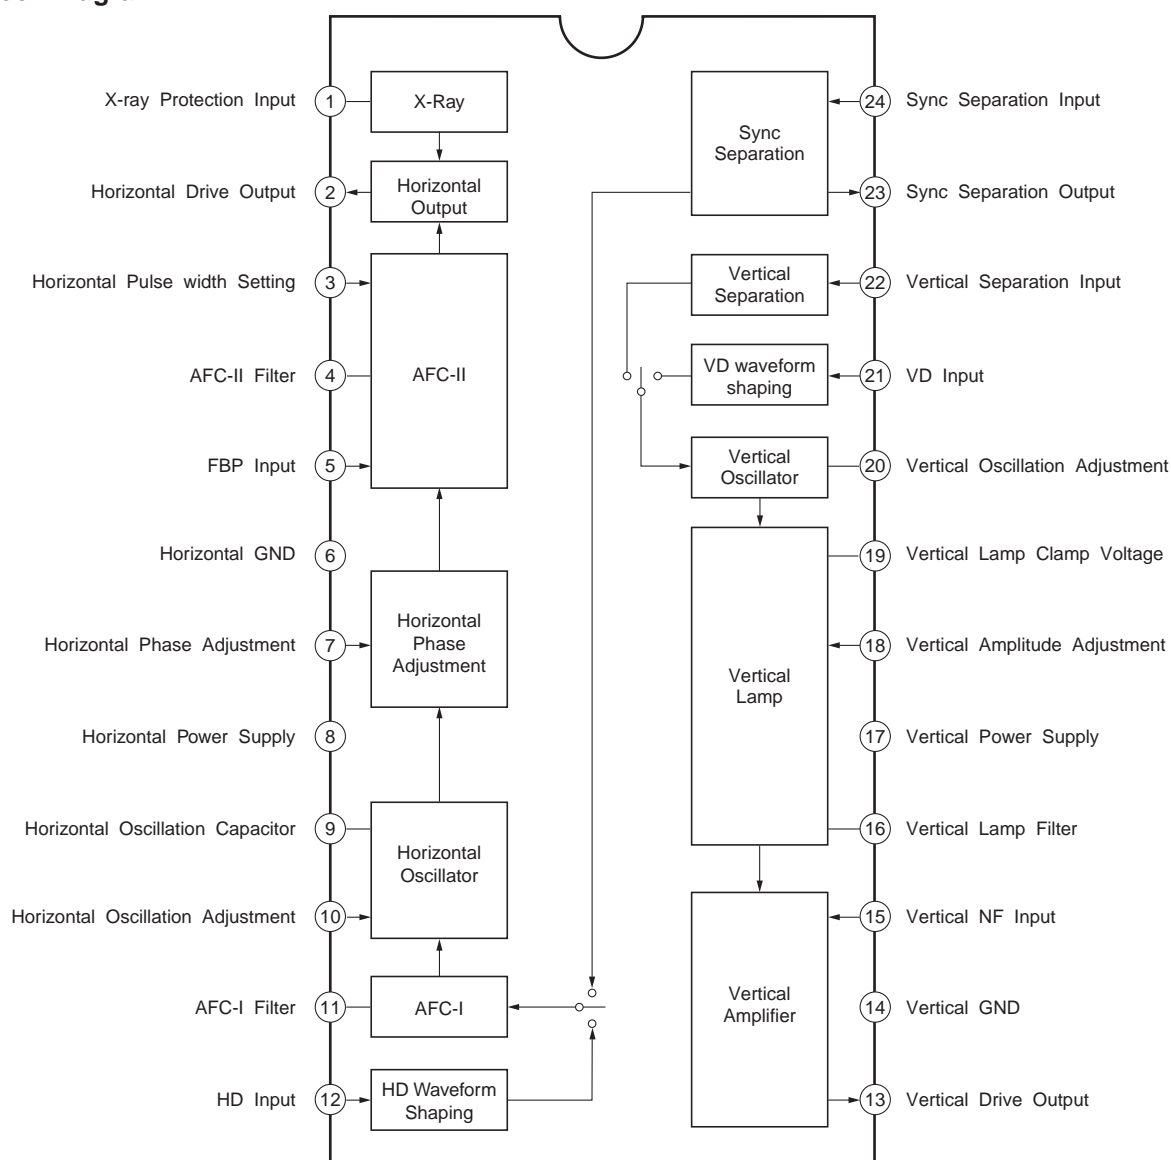 X-ray Protection Input
1
X-Ray
Horizontal Drive Output
2
Horizontal
Output
Horizontal Pulse width Setting
3
AFC-II Filter
4
AFC-II
FBP Input
5
Horizontal GND
6
Horizontal Phase Adjustment
7
Horizontal
Phase
Adjustment
Horizontal Power Supply
8
Horizontal Oscillation Capacitor
9
Horizontal
Oscillator
Horizontal Oscillation Adjustment
10
AFC-I Filter
11
AFC-I
HD Input
12
HD Waveform
Shaping
Sync
Separation
24
Sync Separation Input
23
Sync Separation Output
Vertical
Separation
22
Vertical Separation Input
VD waveform
shaping
21
VD Input
Vertical
Oscillator
20
Vertical Oscillation Adjustment
19
Vertical Lamp Clamp Voltage
Vertical
Lamp
18
Vertical Amplitude Adjustment
17
Vertical Power Supply
16
Vertical Lamp Filter
15
Vertical NF Input
Vertical
Amplifier
14
Vertical GND
13
Vertical Drive Output